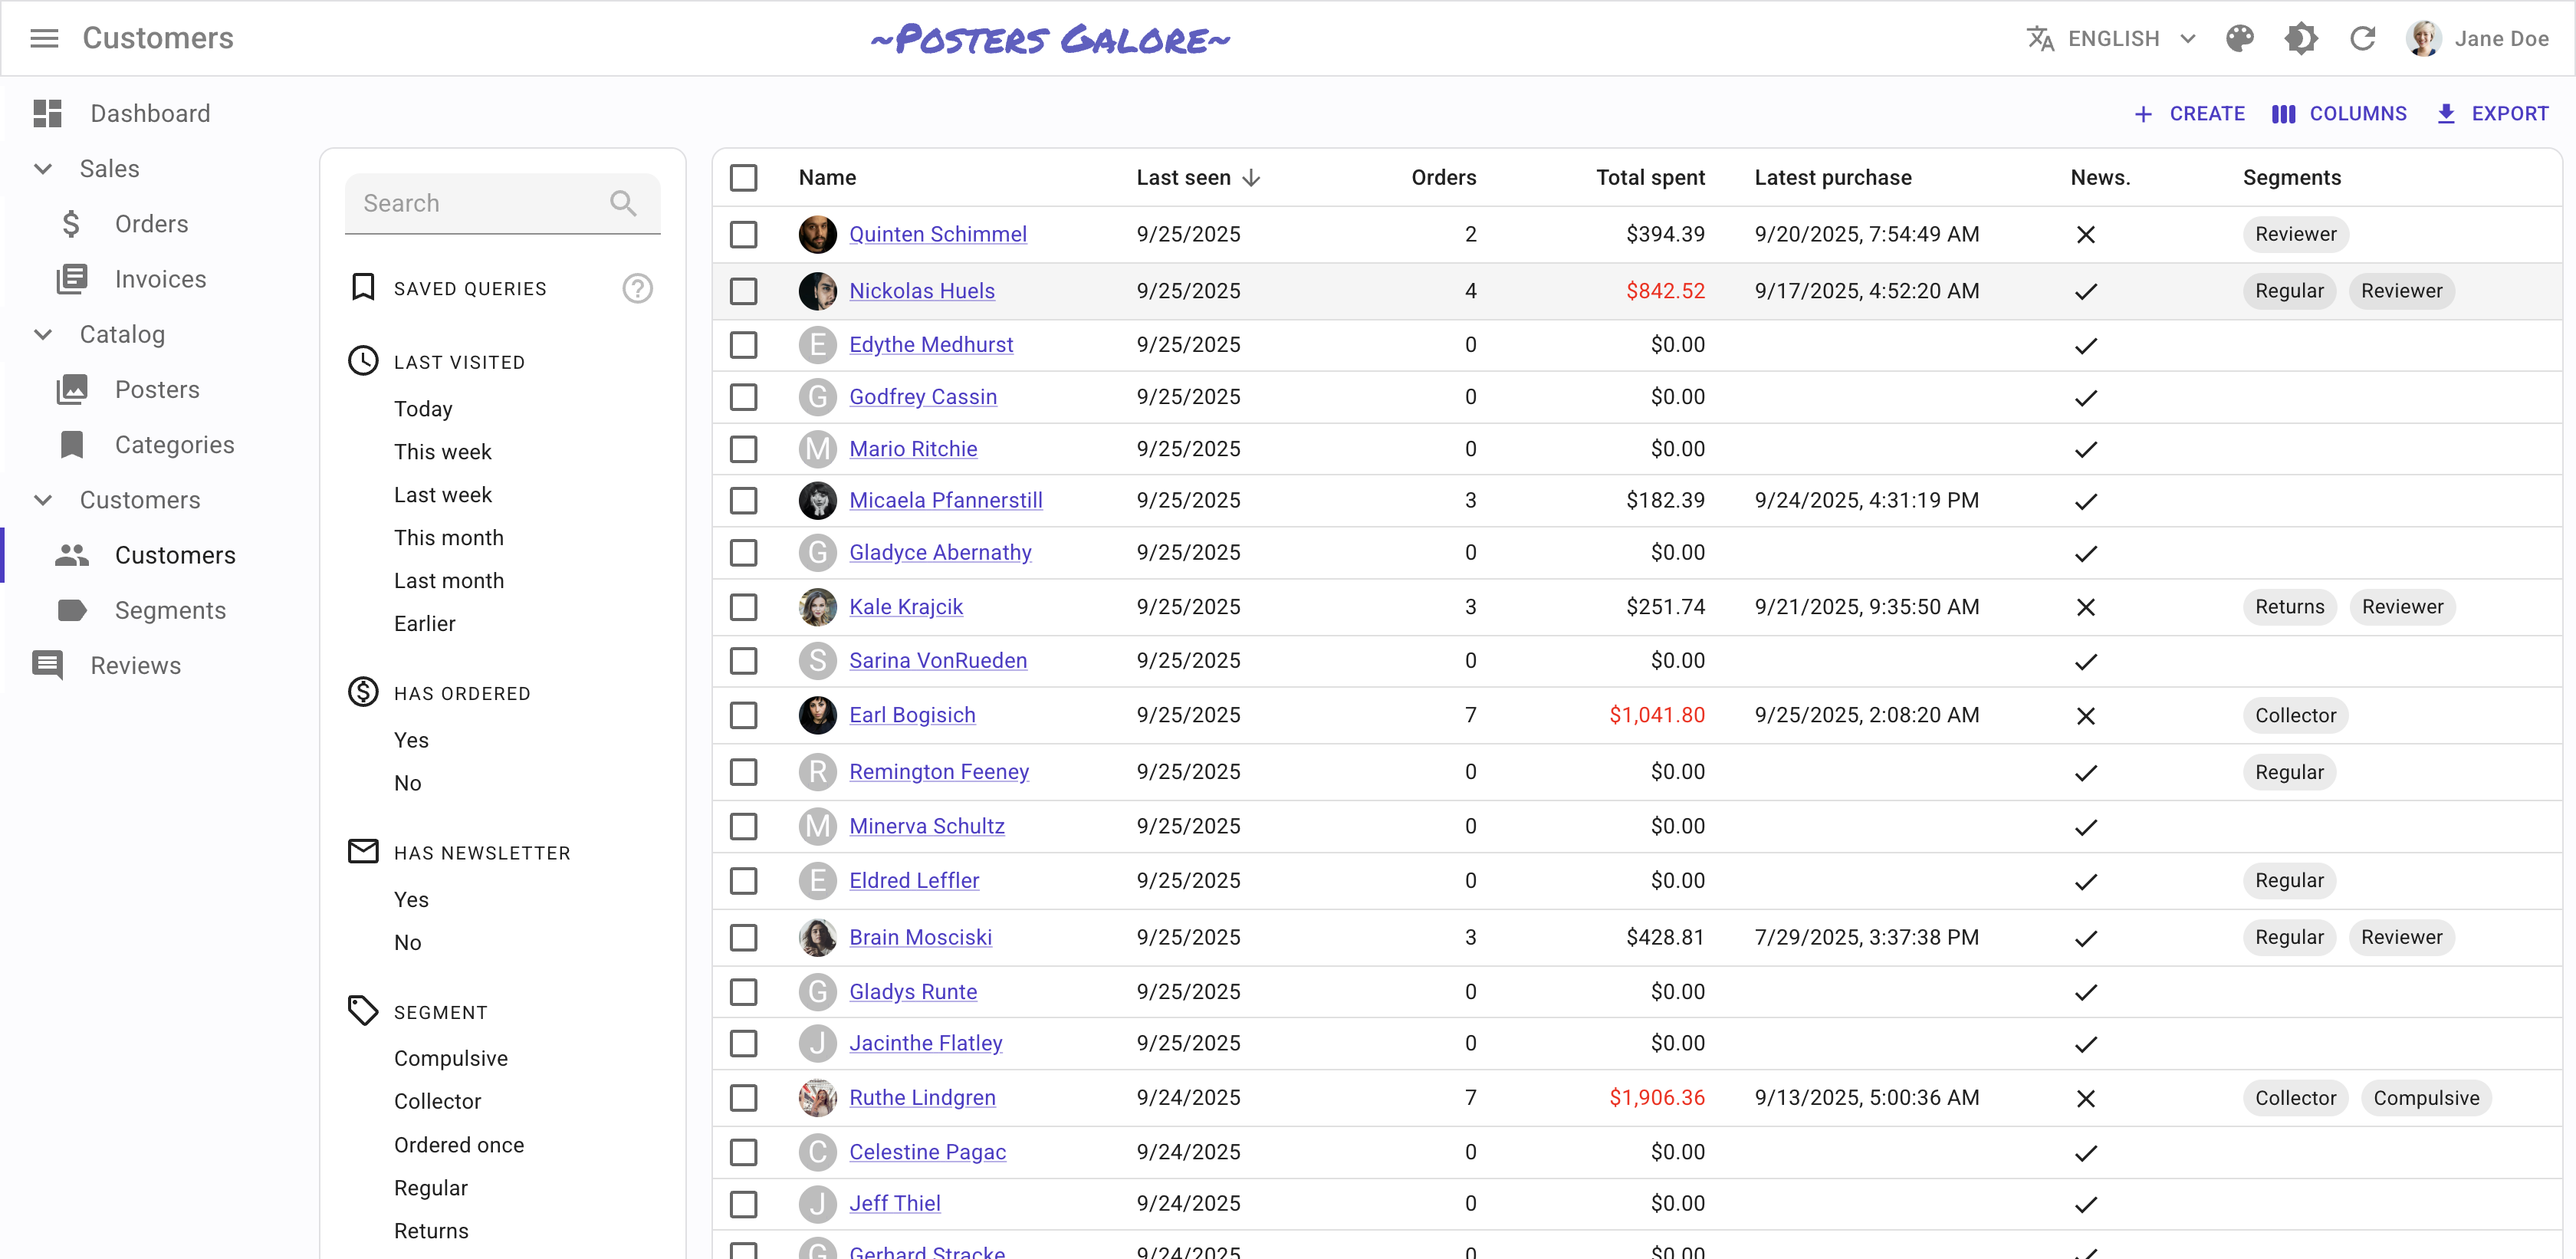 Customers
~Posters Galore~
ENGLISH
Jane Doe
Dashboard
Sales
Orders
Invoices
Catalog
Posters
Categories
Customers
Customers
Segments
Reviews
CREATE COLUMNS EXPORT
Search
SAVED QUERIES
LAST VISITED
Today
This week
Last week
This month
Last month
Earlier
HAS ORDERED
Yes
No
HAS NEWSLETTER
Yes
No
SEGMENT
Compulsive
Collector
Ordered once
Regular
Returns
Name Last seen Orders Total spent Latest purchase News. Segments
Quinten Schimmel 9/25/2025 2 $394.39 9/20/2025, 7:54:49 AM Reviewer
Nickolas Huels 9/25/2025 4 $842.52 9/17/2025, 4:52:20 AM Regular Reviewer
E Edythe Medhurst 9/25/2025 0 $0.00
G Godfrey Cassin 9/25/2025 0 $0.00
M Mario Ritchie 9/25/2025 0 $0.00
Micaela Pfannerstill 9/25/2025 3 $182.39 9/24/2025, 4:31:19 PM
G Gladyce Abernathy 9/25/2025 0 $0.00
Kale Krajcik 9/25/2025 3 $251.74 9/21/2025, 9:35:50 AM Returns Reviewer
S Sarina VonRueden 9/25/2025 0 $0.00
Earl Bogisich 9/25/2025 7 $1,041.80 9/25/2025, 2:08:20 AM Collector
R Remington Feeney 9/25/2025 0 $0.00 Regular
M Minerva Schultz 9/25/2025 0 $0.00
E Eldred Leffler 9/25/2025 0 $0.00 Regular
Brain Mosciski 9/25/2025 3 $428.81 7/29/2025, 3:37:38 PM Regular Reviewer
G Gladys Runte 9/25/2025 0 $0.00
J Jacinthe Flatley 9/25/2025 0 $0.00
Ruthe Lindgren 9/24/2025 7 $1,906.36 9/13/2025, 5:00:36 AM Collector Compulsive
C Celestine Pagac 9/24/2025 0 $0.00
J Jeff Thiel 9/24/2025 0 $0.00
G Gerhard Stracke 9/24/2025 0 $0.00